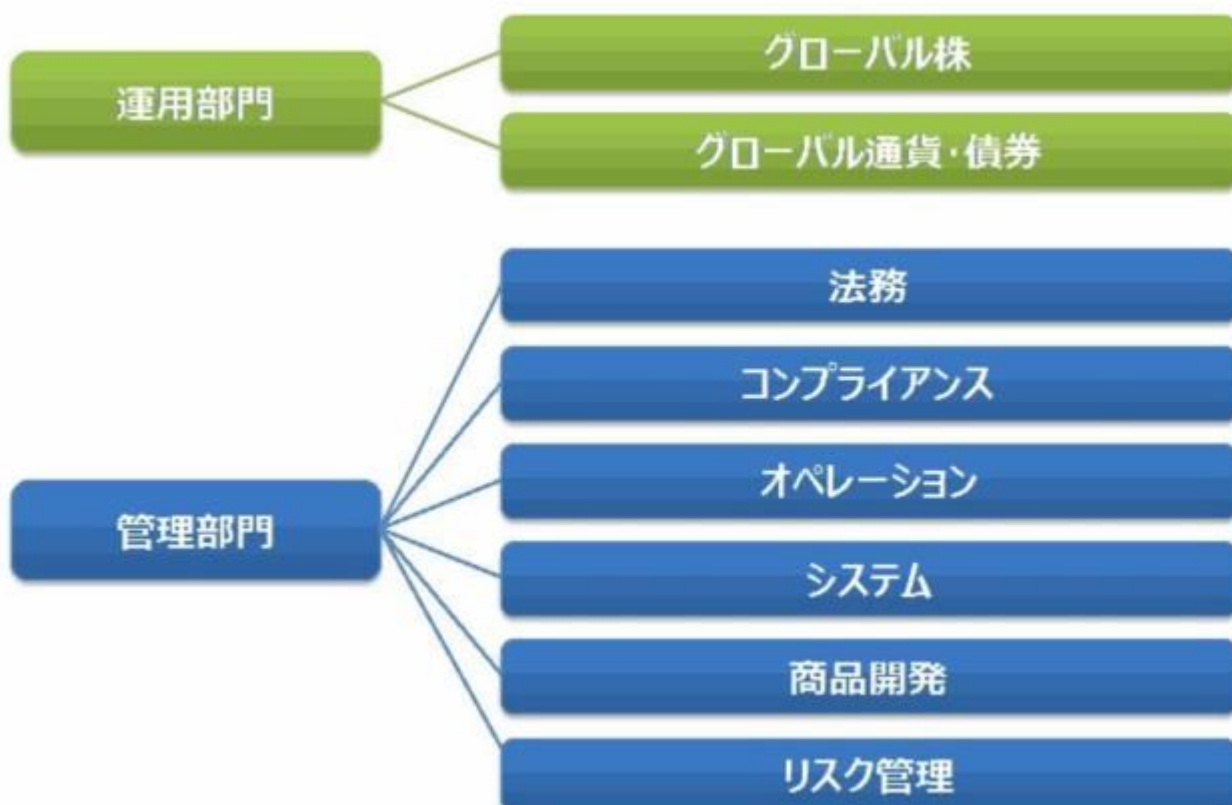 運用部門
グローバル株
グローバル通貨・債券
管理部門
法務
コンプライアンス
オペレーション
システム
商品開発
リスク管理